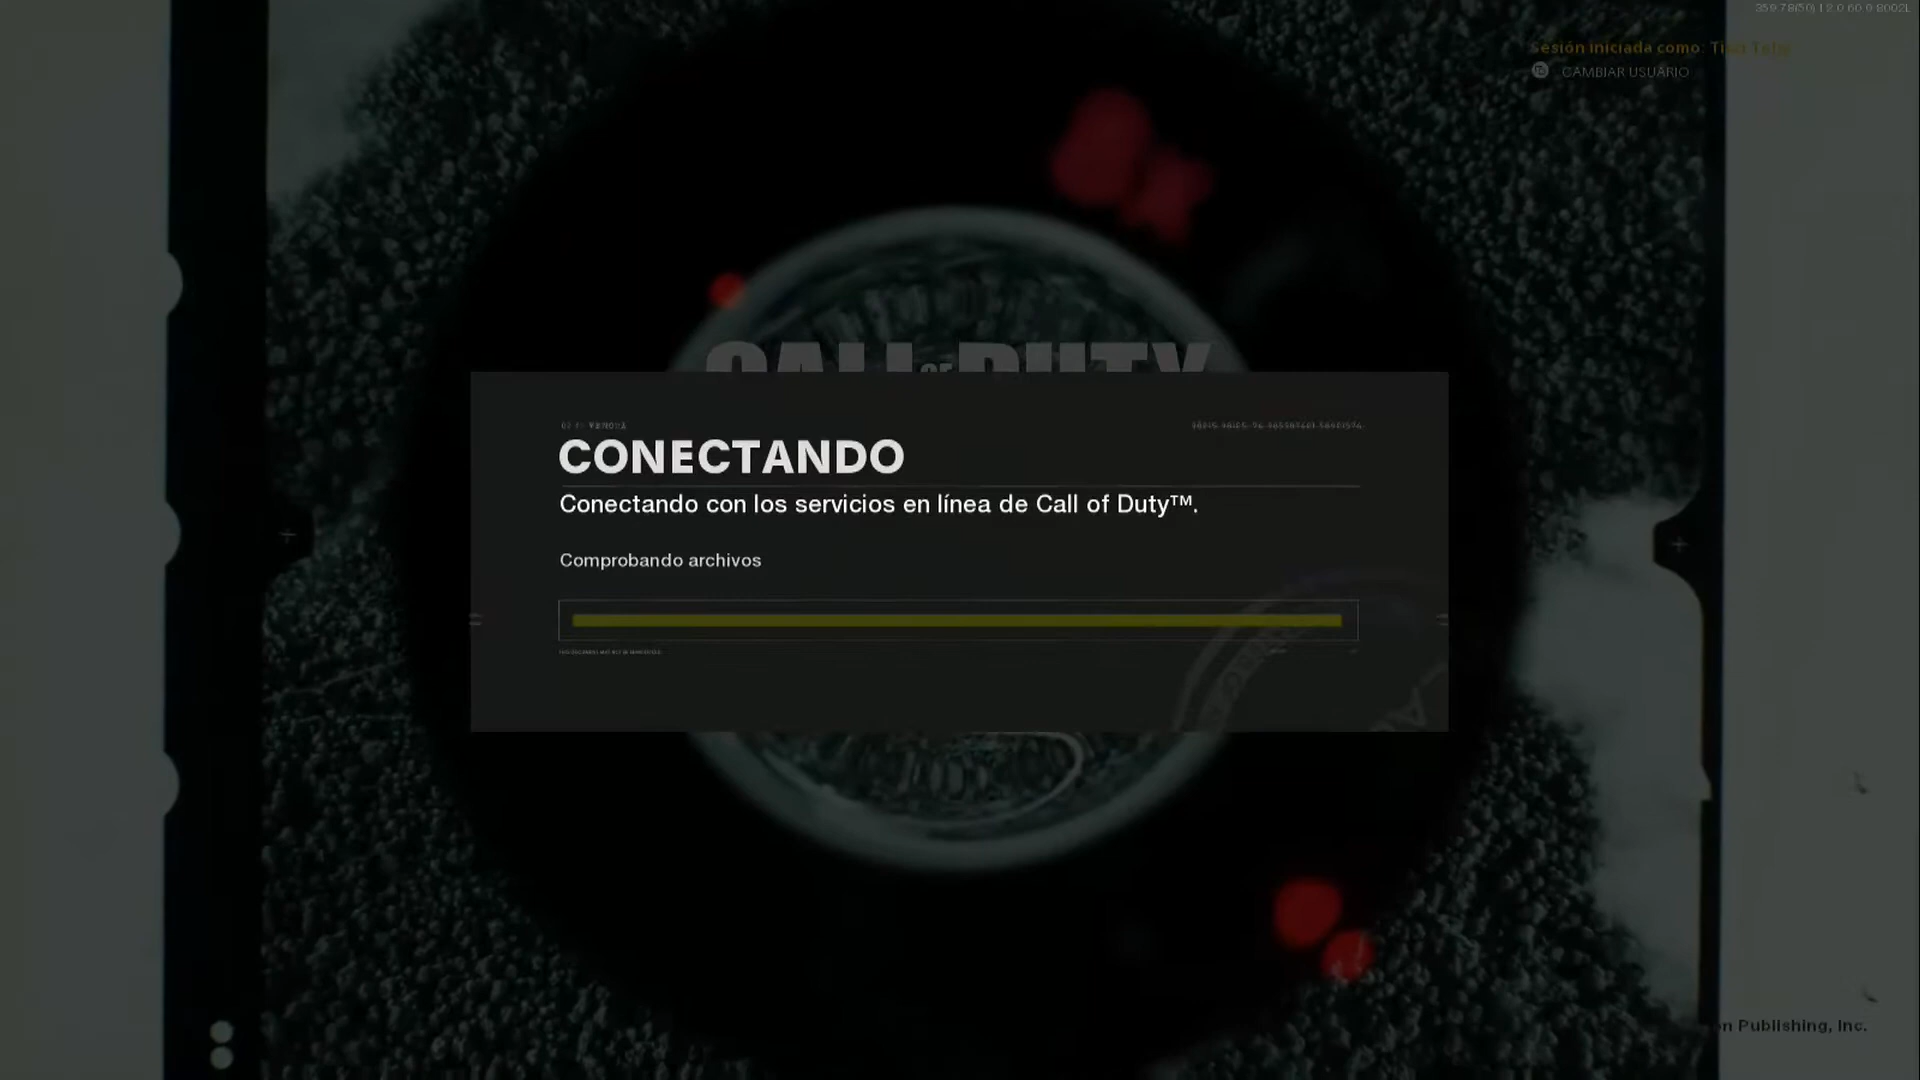 Sesión iniciada como:
CAMBIAR USUARIO
CALL OF DUTY
CONECTANDO
Conectando con los servicios en línea de Call of Duty™.
Comprobando archivos
Publishing, Inc.